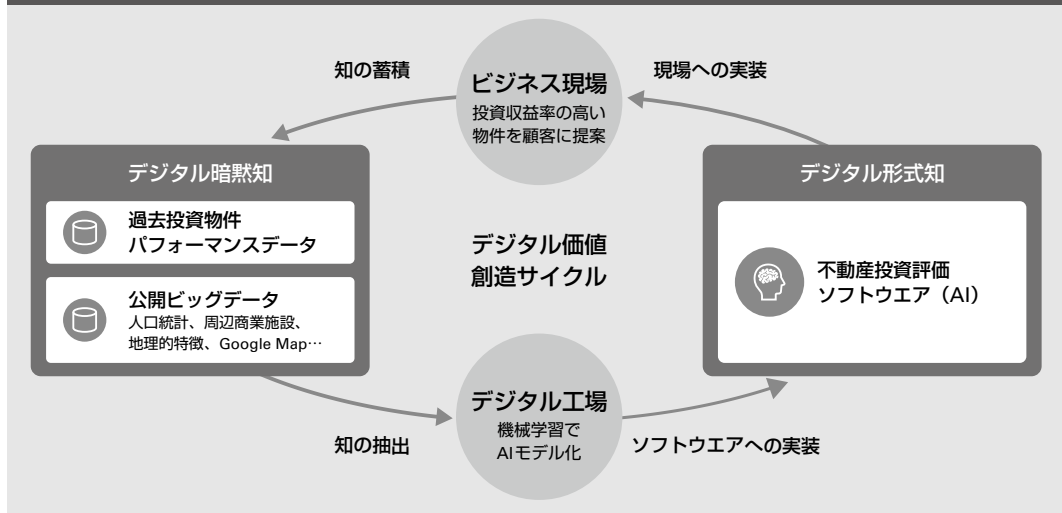 知の蓄積
ビジネス現場
投資収益率の高い
物件を顧客に提案
現場への実装
デジタル暗黙知
過去投資物件
パフォーマンスデータ
公開ビッグデータ
人口統計、周辺商業施設、
地理的特徴、Google Map…
デジタル価値
創造サイクル
デジタル形式知
不動産投資評価
ソフトウエア（AI）
知の抽出
デジタル工場
機械学習で
AIモデル化
ソフトウエアへの実装